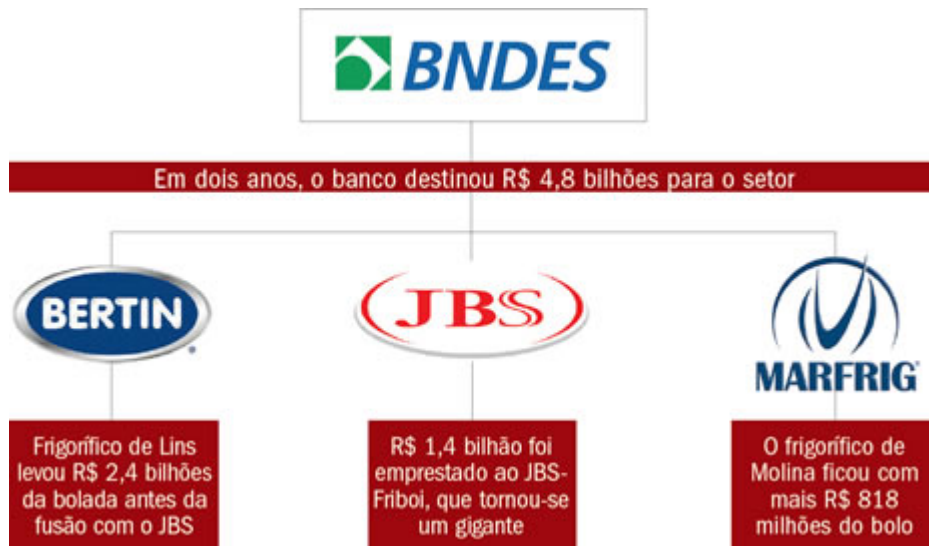 BNDES
Em dois anos, o banco destinou R$ 4,8 bilhões para o setor
BERTIN
Frigorífico de Lins
levou R$ 2,4 bilhões
da bolada antes da
fusão com o JBS
JBS
R$ 1,4 bilhão foi
emprestado ao JBS-
Friboi, que tornou-se
um gigante
MARFRIG
O frigorífico de
Molina ficou com
mais R$ 818
milhões do bolo